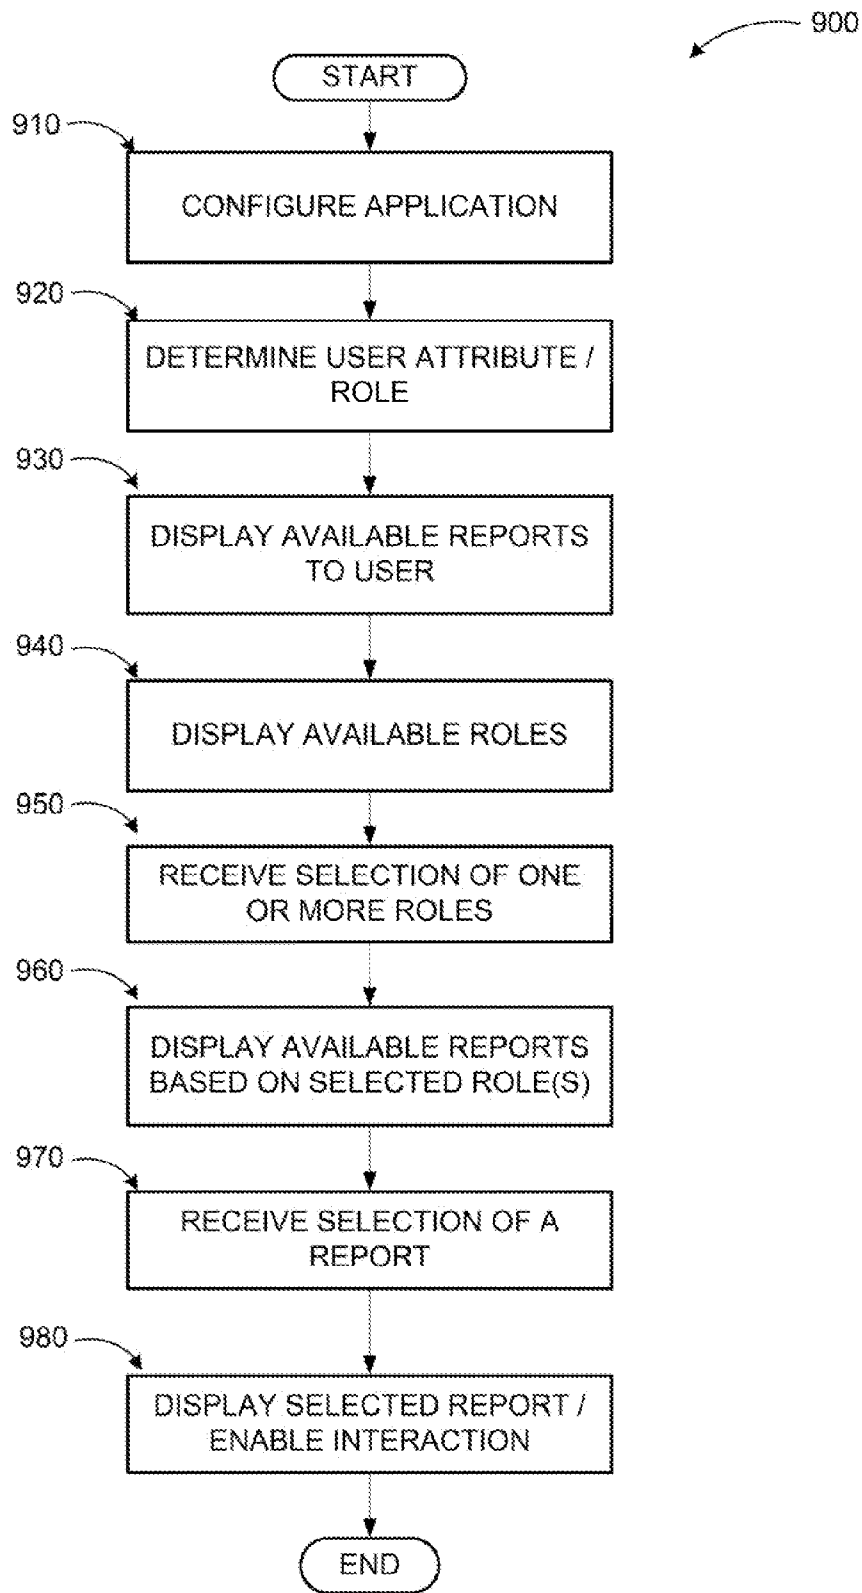 900
START
910
CONFIGURE APPLICATION
920
DETERMINE USER ATTRIBUTE /
ROLE
930
DISPLAY AVAILABLE REPORTS
TO USER
940
DISPLAY AVAILABLE ROLES
950
RECEIVE SELECTION OF ONE
OR MORE ROLES
960
DISPLAY AVAILABLE REPORTS
BASED ON SELECTED ROLE(S)
970
RECEIVE SELECTION OF A
REPORT
980
DISPLAY SELECTED REPORT /
ENABLE INTERACTION
END